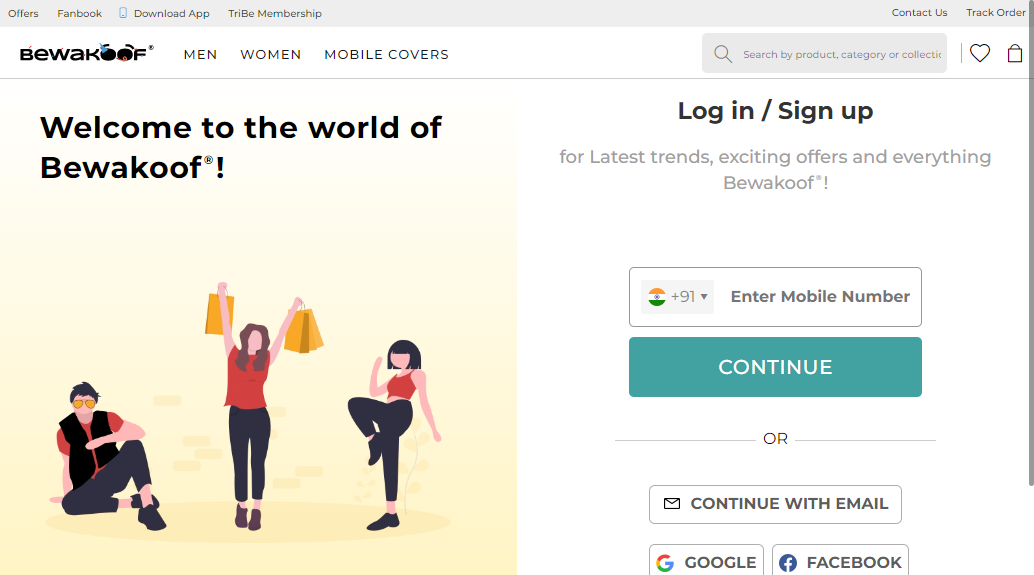 Offers Fanbook Download App TriBe Membership Contact Us Track Order
BEWAKOOF® MEN WOMEN MOBILE COVERS Search by product, category or collectic
Welcome to the world of
Bewakoof®!
Log in / Sign up
for Latest trends, exciting offers and everything
Bewakoof®!
+91 ▾ Enter Mobile Number
CONTINUE
OR
CONTINUE WITH EMAIL
GOOGLE FACEBOOK